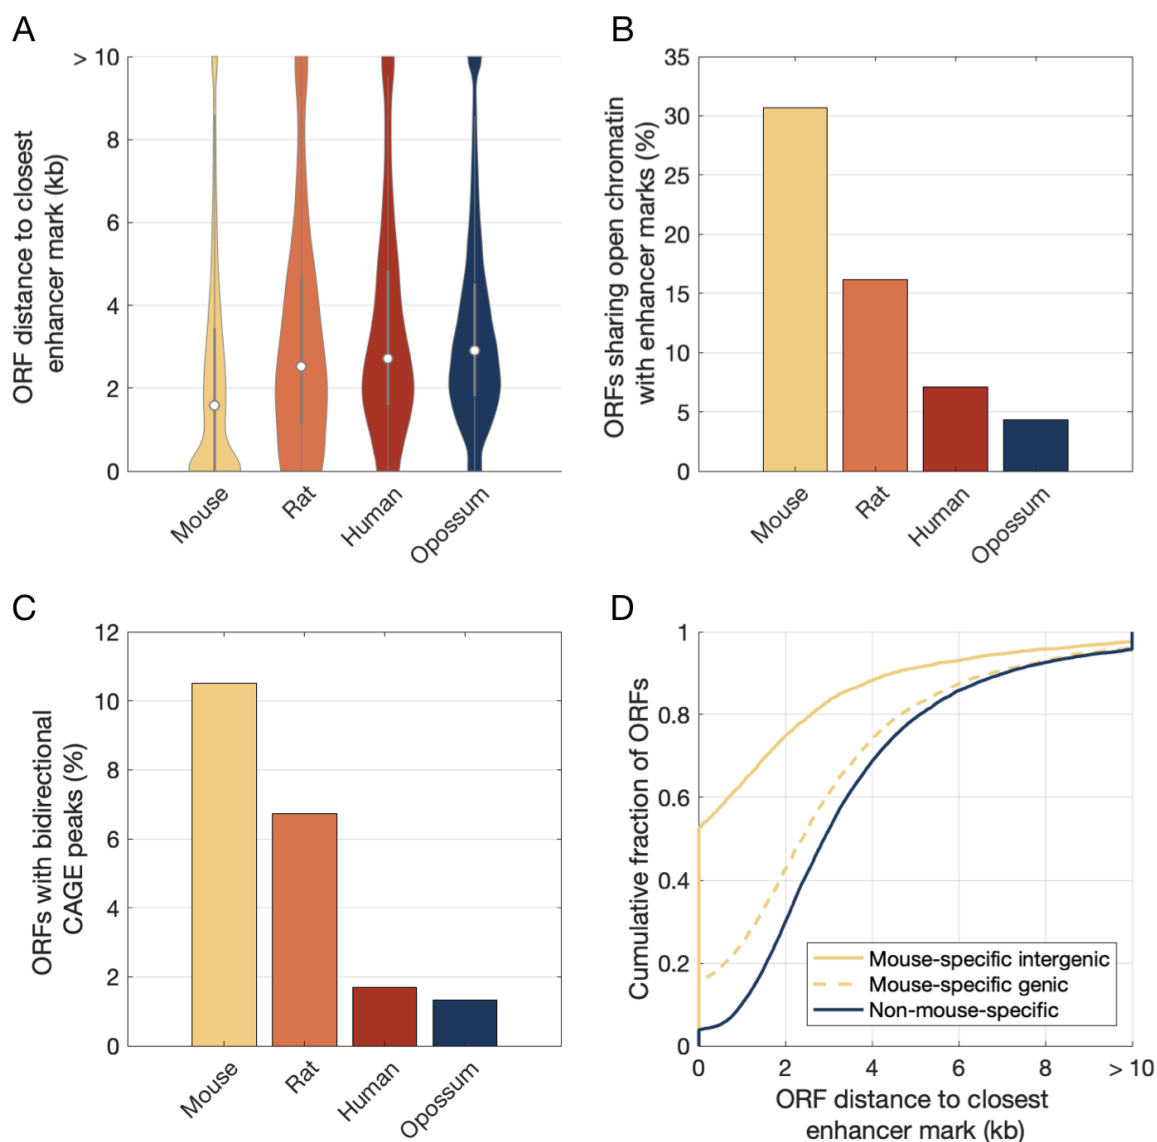 A
ORF distance to closest
enhancer mark (kb)
> 10
8
6
4
2
0
Mouse
Rat
Human
Opossum
B
ORFs sharing open chromatin
with enhancer marks (%)
35
30
25
20
15
10
5
0
Mouse
Rat
Human
Opossum
C
ORFs with bidirectional
CAGE peaks (%)
12
10
8
6
4
2
0
Mouse
Rat
Human
Opossum
D
Cumulative fraction of ORFs
1
0.8
0.6
0.4
0.2
0
Mouse-specific intergenic
Mouse-specific genic
Non-mouse-specific
0 2 4 6 8 > 10
ORF distance to closest
enhancer mark (kb)